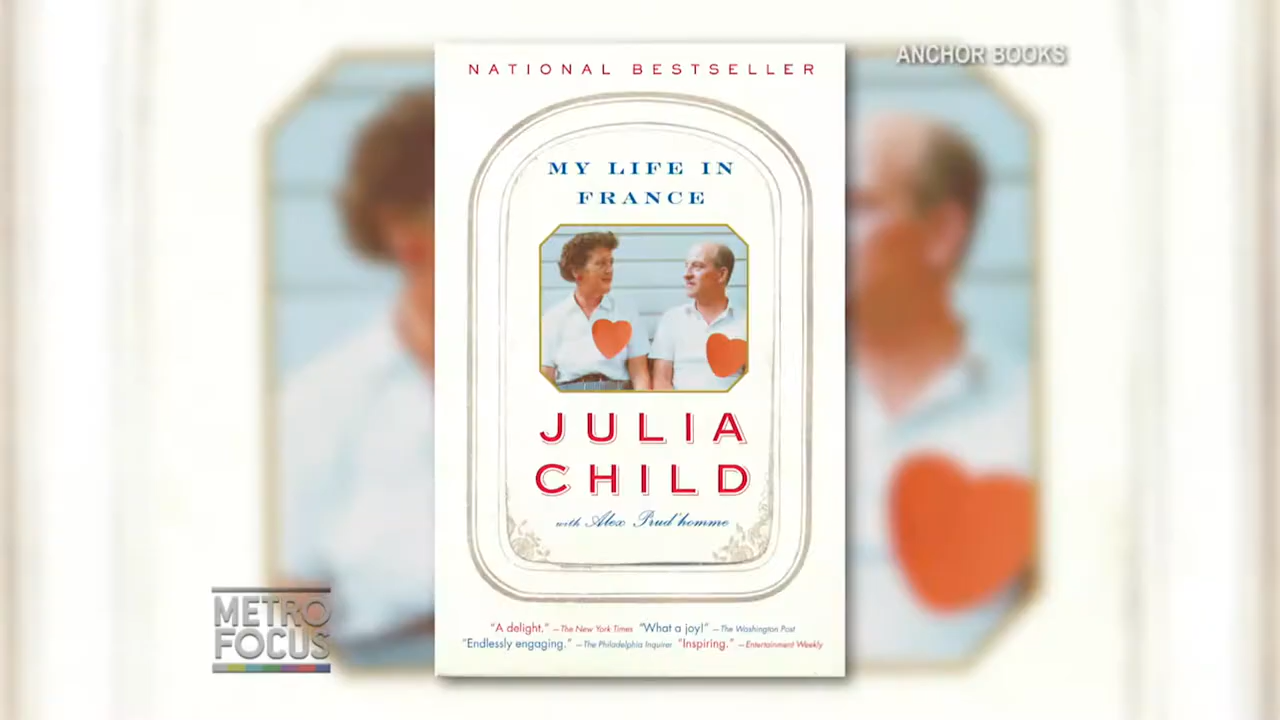 ANCHOR BOOKS
NATIONAL BESTSELLER
MY LIFE IN
FRANCE
JULIA
CHILD
with Alex Prud'homme
"A delight." —The New York Times "What a joy!" —The Washington Post
"Endlessly engaging." —The Philadelphia Inquirer "Inspiring." —Entertainment Weekly
METRO
FOCUS